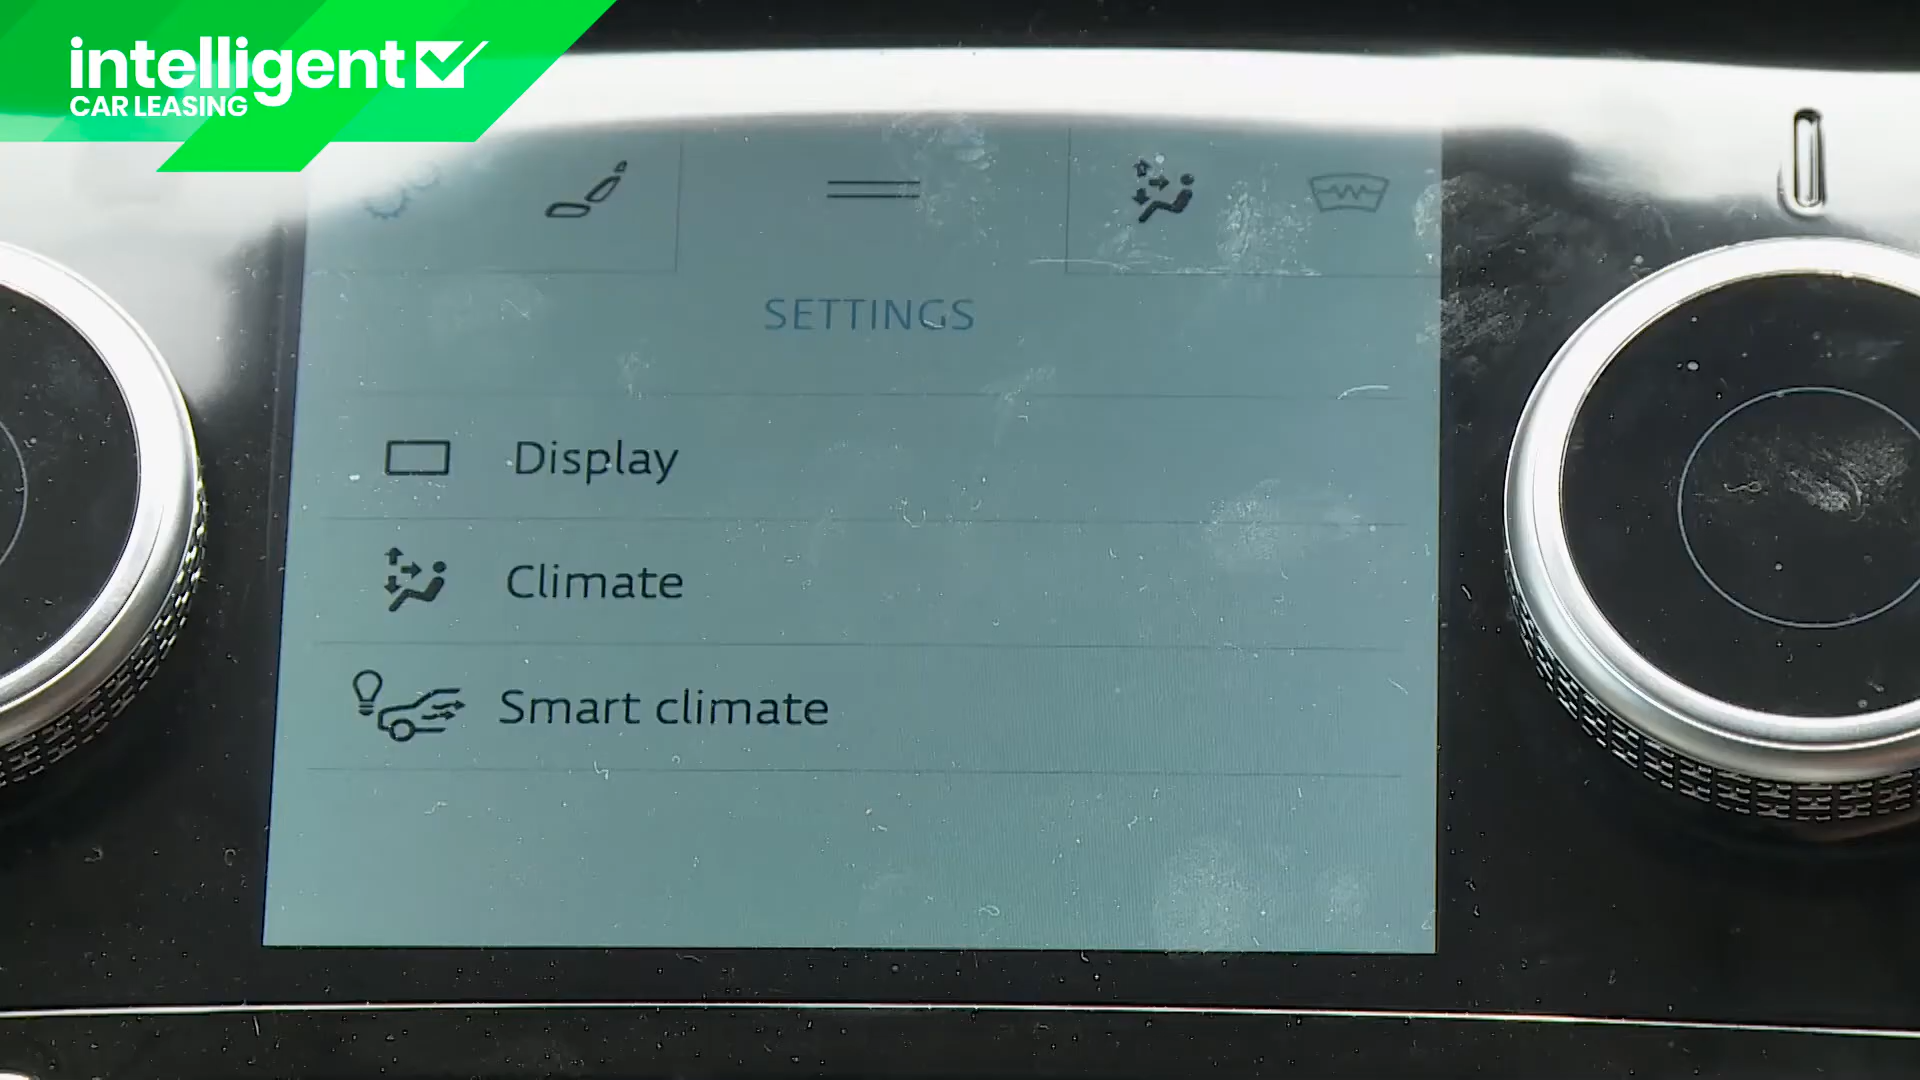 intelligent
CAR LEASING
SETTINGS
Display
Climate
Smart climate